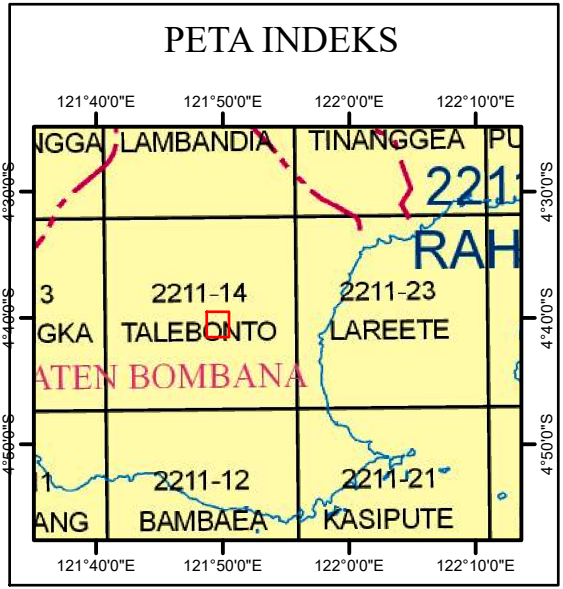 PETA INDEKS
121°40'0"E 121°50'0"E 122°0'0"E 122°10'0"E
NGGA LAMBANDIA TINANGGEA PU
4°30'0"S 4°30'0"S
2211
RAH
3 2211-14 2211-23
4°40'0"S 4°40'0"S
GKA TALEBONTO LAREETE
ATEN BOMBANA
4°50'0"S 4°50'0"S
11 2211-12 2211-21
ANG BAMBAEA KASIPUTE
121°40'0"E 121°50'0"E 122°0'0"E 122°10'0"E